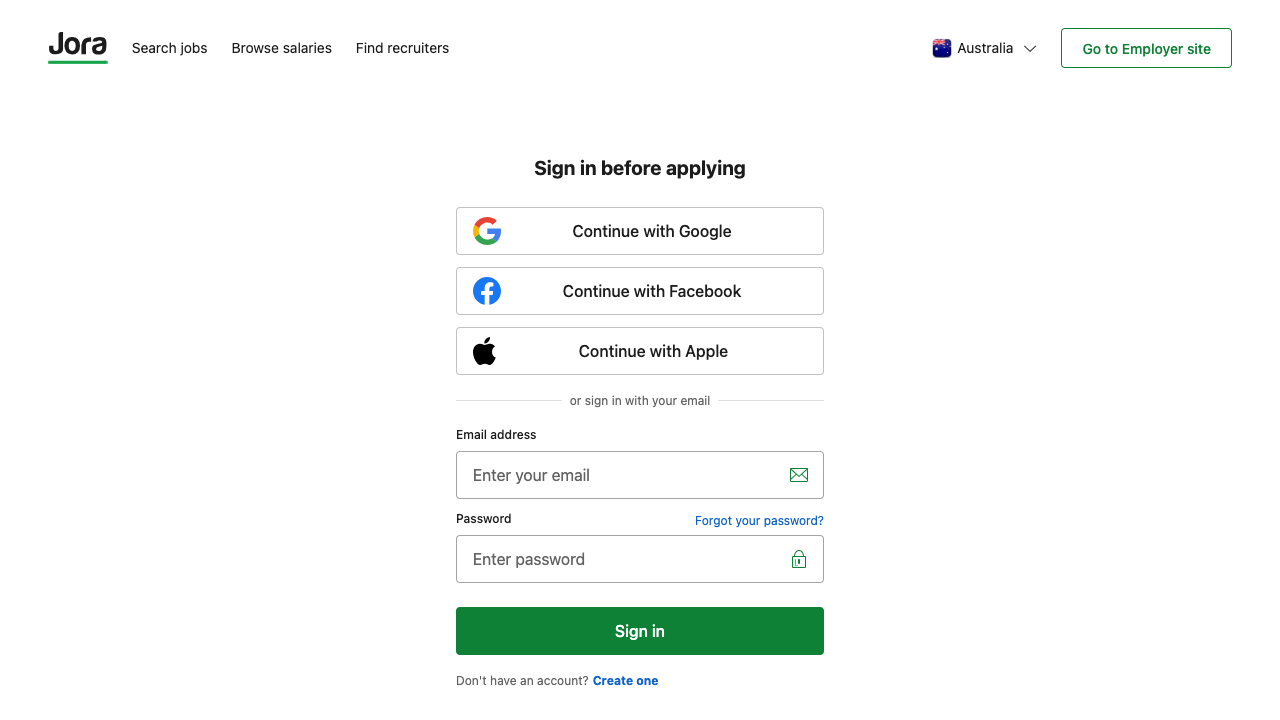 Jora
Search jobs
Browse salaries
Find recruiters
Australia
Go to Employer site
Sign in before applying
Continue with Google
Continue with Facebook
Continue with Apple
or sign in with your email
Email address
Enter your email
Password
Forgot your password?
Enter password
Sign in
Don't have an account? Create one